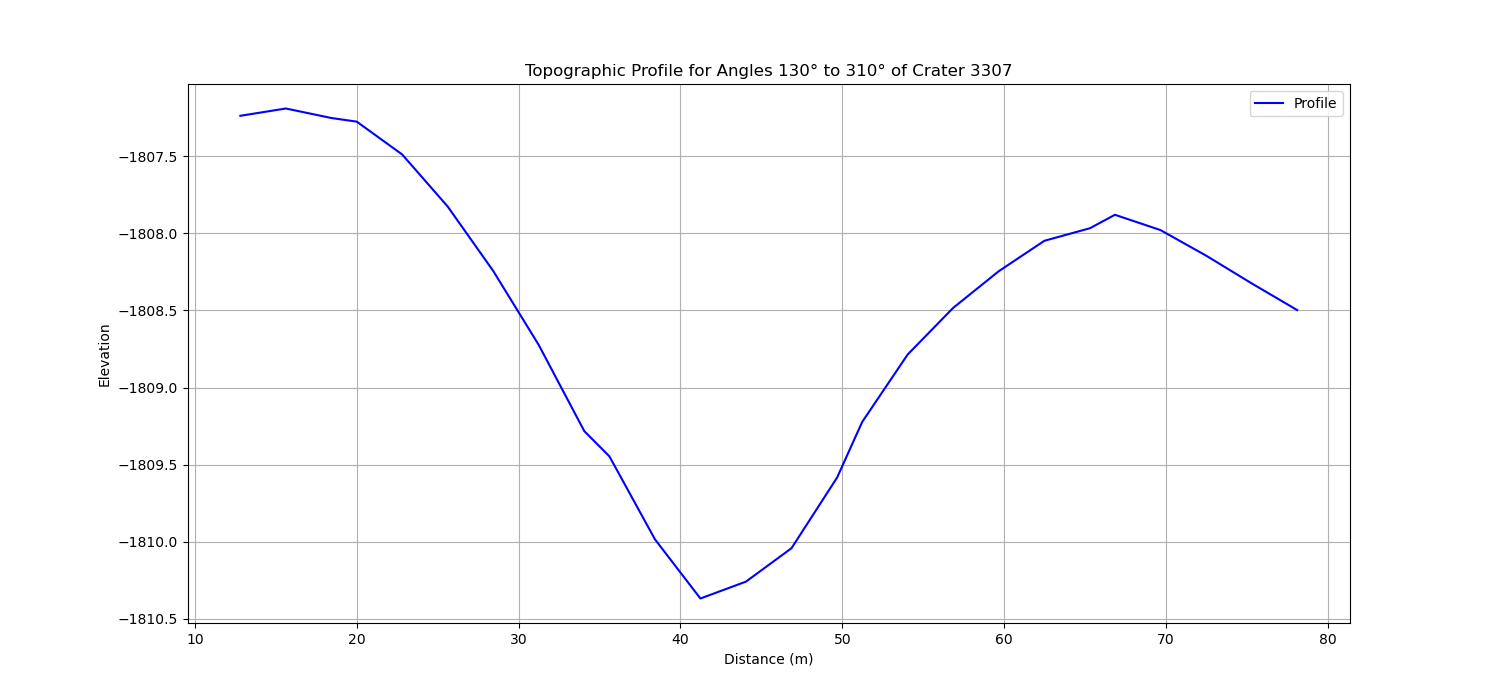 Topographic Profile for Angles 130° to 310° of Crater 3307
Profile
−1807.5
−1808.0
−1808.5
−1809.0
−1809.5
−1810.0
−1810.5
Elevation
10 20 30 40 50 60 70 80
Distance (m)